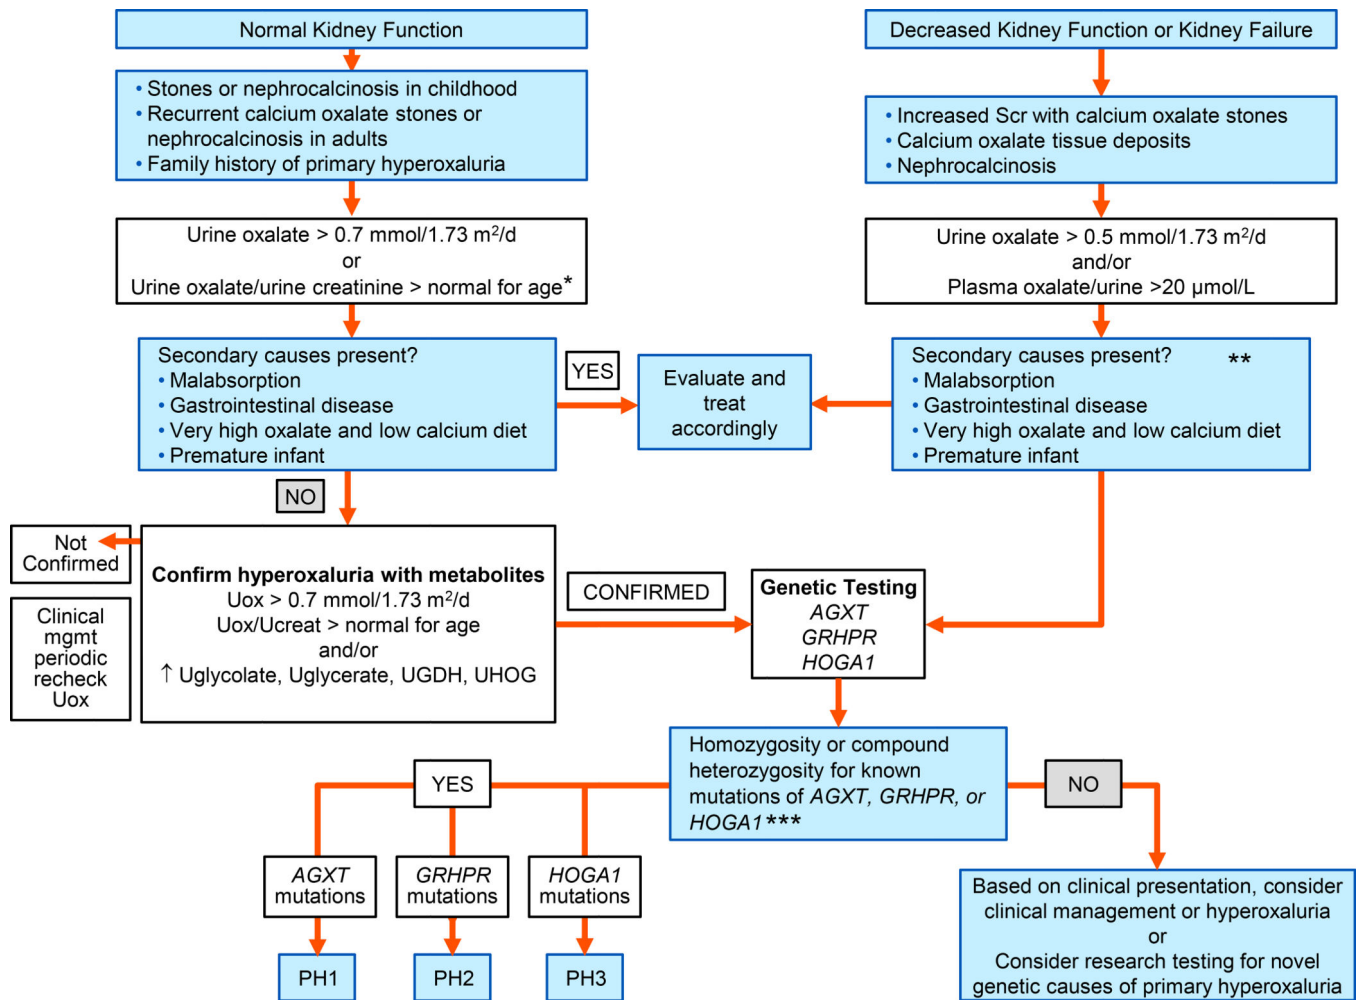 Normal Kidney Function
• Stones or nephrocalcinosis in childhood
• Recurrent calcium oxalate stones or
nephrocalcinosis in adults
• Family history of primary hyperoxaluria
Urine oxalate > 0.7 mmol/1.73 m²/d
or
Urine oxalate/urine creatinine > normal for age*
Secondary causes present?
• Malabsorption
• Gastrointestinal disease
• Very high oxalate and low calcium diet
• Premature infant
YES
Evaluate and
treat
accordingly
Decreased Kidney Function or Kidney Failure
• Increased Scr with calcium oxalate stones
• Calcium oxalate tissue deposits
• Nephrocalcinosis
Urine oxalate > 0.5 mmol/1.73 m²/d
and/or
Plasma oxalate/urine >20 µmol/L
Secondary causes present? **
• Malabsorption
• Gastrointestinal disease
• Very high oxalate and low calcium diet
• Premature infant
NO
Not
Confirmed
Clinical
mgmt
periodic
recheck
Uox
Confirm hyperoxaluria with metabolites
Uox > 0.7 mmol/1.73 m²/d
Uox/Ucreat > normal for age
and/or
↑ Uglycolate, Uglycerate, UGDH, UHOG
CONFIRMED
Genetic Testing
AGXT
GRHPR
HOGA1
Homozygosity or compound
heterozygosity for known
mutations of AGXT, GRHPR, or
HOGA1***
YES
NO
AGXT
mutations
GRHPR
mutations
HOGA1
mutations
PH1
PH2
PH3
Based on clinical presentation, consider
clinical management or hyperoxaluria
or
Consider research testing for novel
genetic causes of primary hyperoxaluria